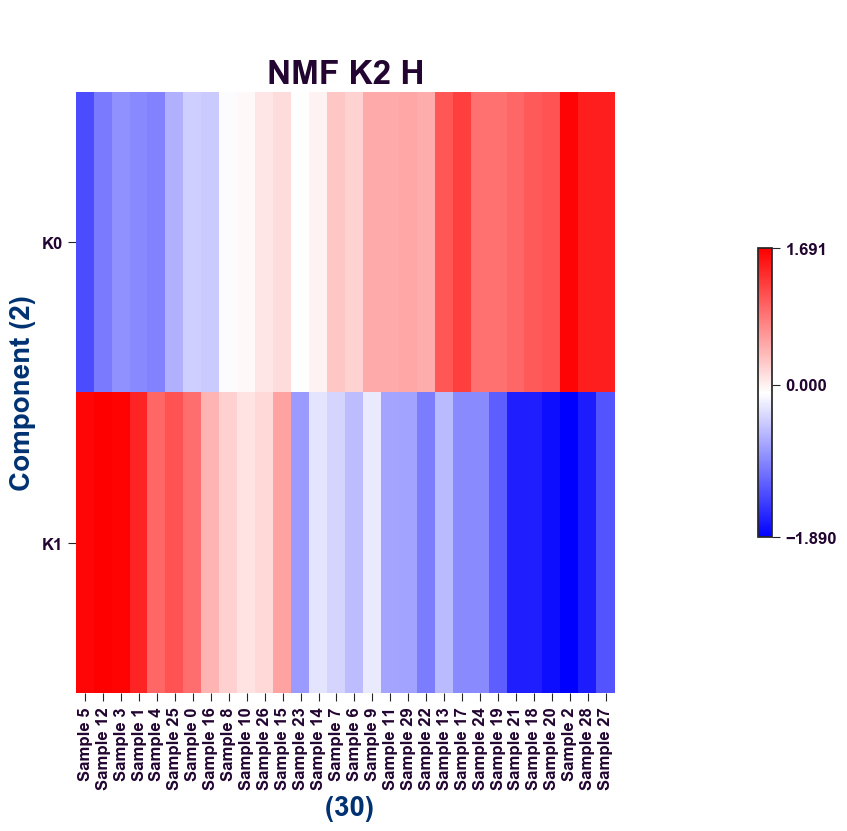 NMF K2 H
Component (2)
K0
K1
1.691
0.000
−1.890
Sample 5
Sample 12
Sample 3
Sample 1
Sample 4
Sample 25
Sample 0
Sample 16
Sample 8
Sample 10
Sample 26
Sample 15
Sample 23
Sample 14
Sample 7
Sample 6
Sample 9
Sample 11
Sample 29
Sample 22
Sample 13
Sample 17
Sample 24
Sample 19
Sample 21
Sample 18
Sample 20
Sample 2
Sample 28
Sample 27
(30)